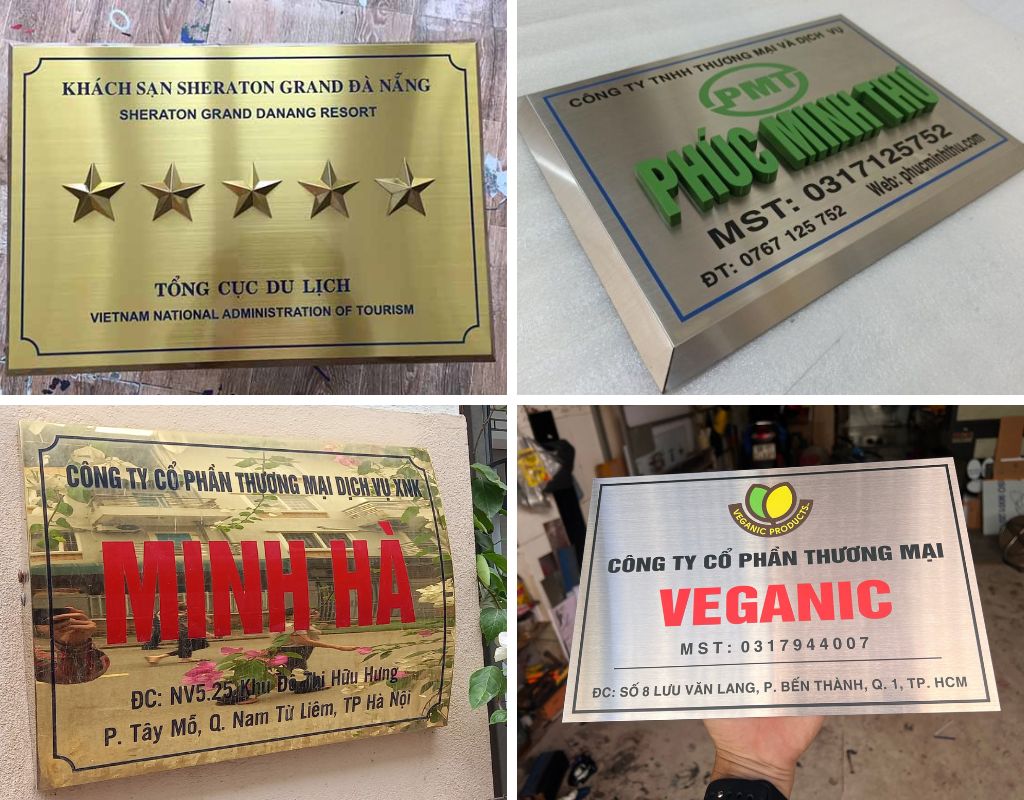 KHÁCH SẠN SHERATON GRAND ĐÀ NẴNG
SHERATON GRAND DANANG RESORT
TỔNG CỤC DU LỊCH
VIETNAM NATIONAL ADMINISTRATION OF TOURISM
CÔNG TY TNHH THƯƠNG MẠI VÀ DỊCH VỤ
PMT
PHÚC MINH THƯ
MST: 0317125752
ĐT: 0767 125 752 Web: phucminhthu.com
CÔNG TY CỔ PHẦN THƯƠNG MẠI DỊCH VỤ XNK
MINH HÀ
ĐC: NV5.25 Khu Đô Thị Hữu Hưng
P. Tây Mỗ, Q. Nam Từ Liêm, TP Hà Nội
VEGANIC PRODUCTS.
CÔNG TY CỔ PHẦN THƯƠNG MẠI
VEGANIC
MST: 0317944007
ĐC: SỐ 8 LƯU VĂN LANG, P. BẾN THÀNH, Q. 1, TP. HCM